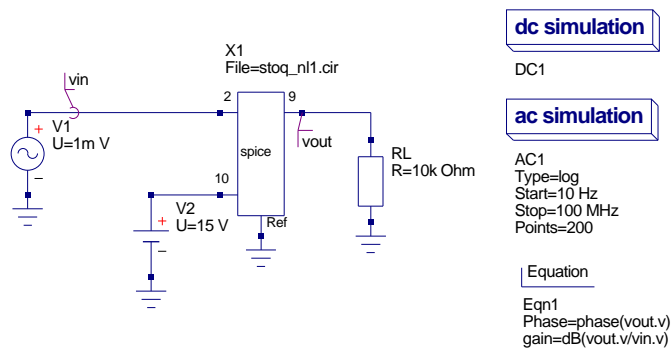 dc simulation
DC1
X1
File=stoq_nl1.cir
vin
2
9
ac simulation
+
V1
U=1m V
vout
RL
R=10k Ohm
spice
AC1
Type=log
Start=10 Hz
Stop=100 MHz
Points=200
10
V2
+
U=15 V
Ref
Equation
Eqn1
Phase=phase(vout.v)
gain=dB(vout.v/vin.v)